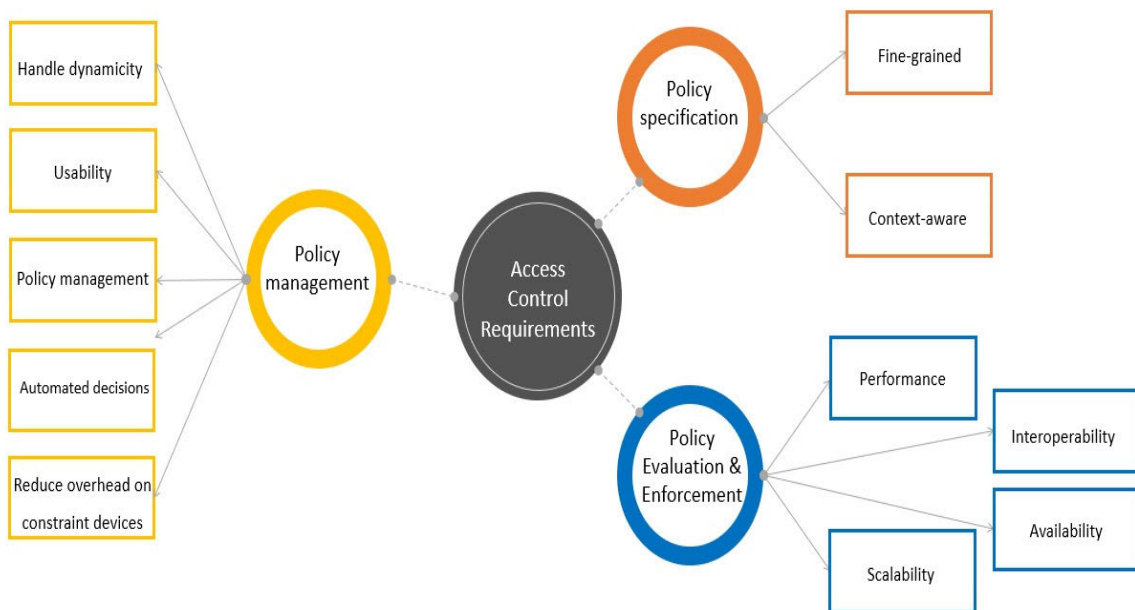 Handle dynamicity
Usability
Policy management
Automated decisions
Reduce overhead on
constraint devices
Policy
management
Access
Control
Requirements
Policy
specification
Fine-grained
Context-aware
Policy
Evaluation &
Enforcement
Performance
Interoperability
Availability
Scalability